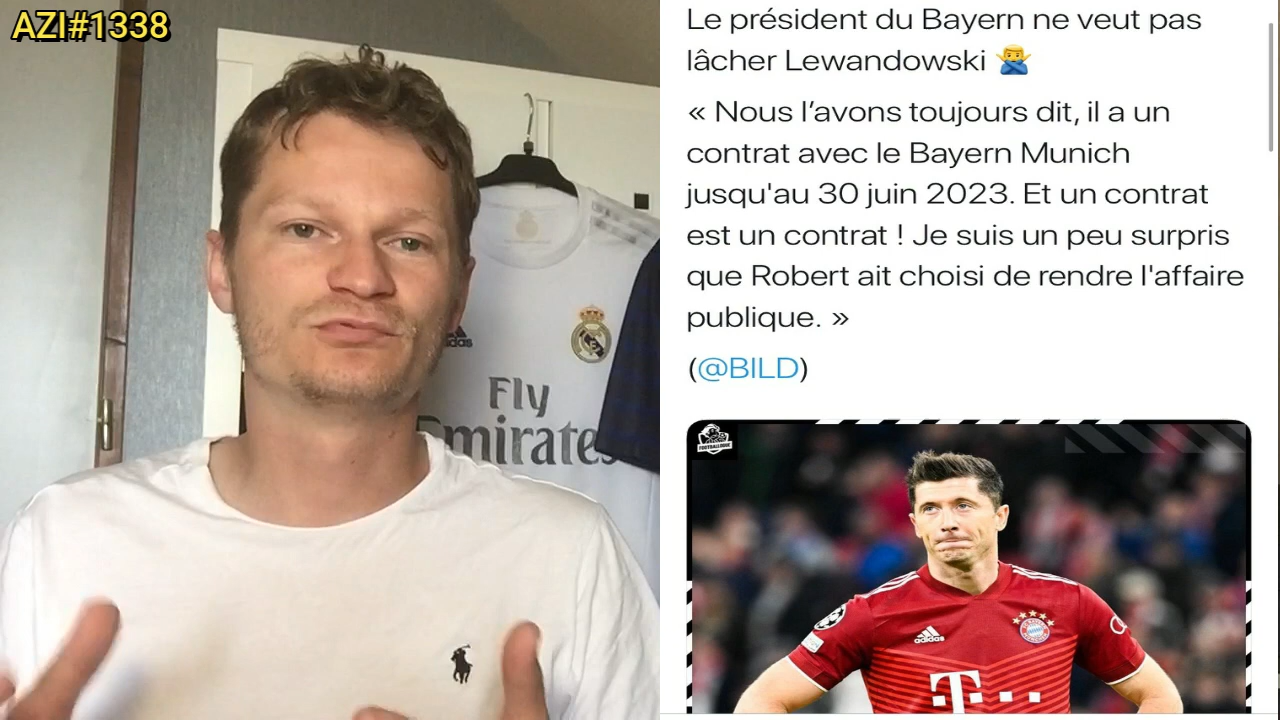 AZI#1338
Fly
Emirates
adidas
Le président du Bayern ne veut pas
lâcher Lewandowski 🙅‍♂️
« Nous l’avons toujours dit, il a un
contrat avec le Bayern Munich
jusqu'au 30 juin 2023. Et un contrat
est un contrat ! Je suis un peu surpris
que Robert ait choisi de rendre l'affaire
publique. »
(@BILD)
FOOTBALLOGUE
adidas
T